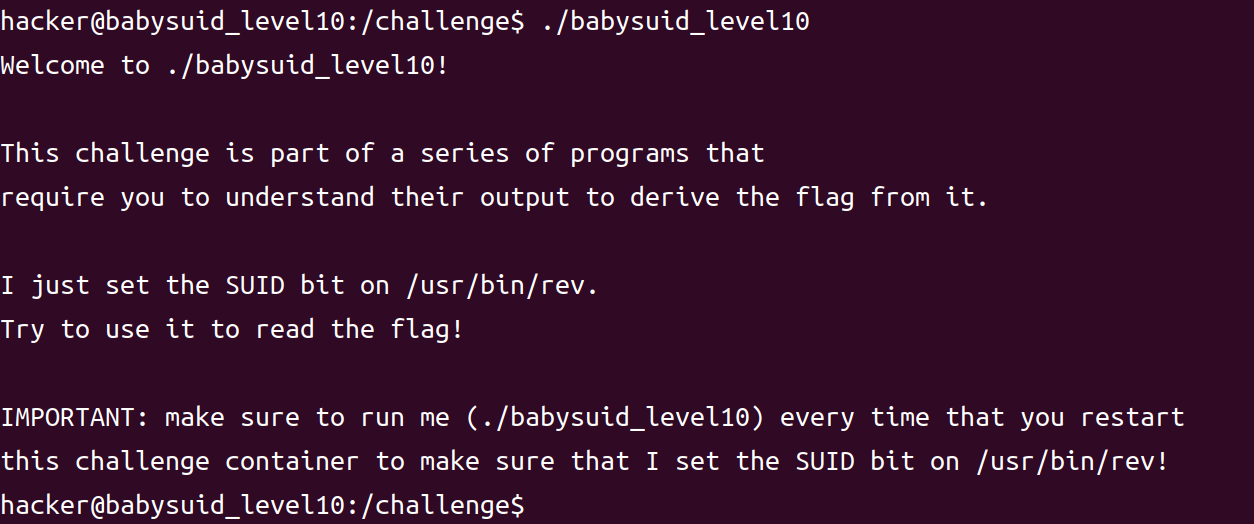 hacker@babysuid_level10:/challenge$ ./babysuid_level10
Welcome to ./babysuid_level10!
This challenge is part of a series of programs that
require you to understand their output to derive the flag from it.
I just set the SUID bit on /usr/bin/rev.
Try to use it to read the flag!
IMPORTANT: make sure to run me (./babysuid_level10) every time that you restart
this challenge container to make sure that I set the SUID bit on /usr/bin/rev!
hacker@babysuid_level10:/challenge$